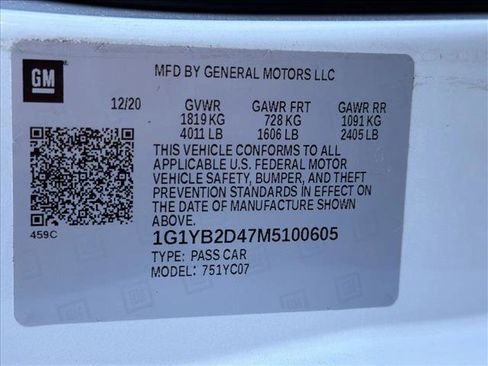 GM
MFD BY GENERAL MOTORS LLC
12/20 GVWR GAWR FRT GAWR RR
1819 KG 728 KG 1091 KG
4011 LB 1606 LB 2405 LB
THIS VEHICLE CONFORMS TO ALL
APPLICABLE U.S. FEDERAL MOTOR
VEHICLE SAFETY, BUMPER, AND THEFT
PREVENTION STANDARDS IN EFFECT ON
THE DATE OF MANUFACTURE SHOWN
ABOVE.
459C
1G1YB2D47M5100605
TYPE: PASS CAR
MODEL: 751YC07